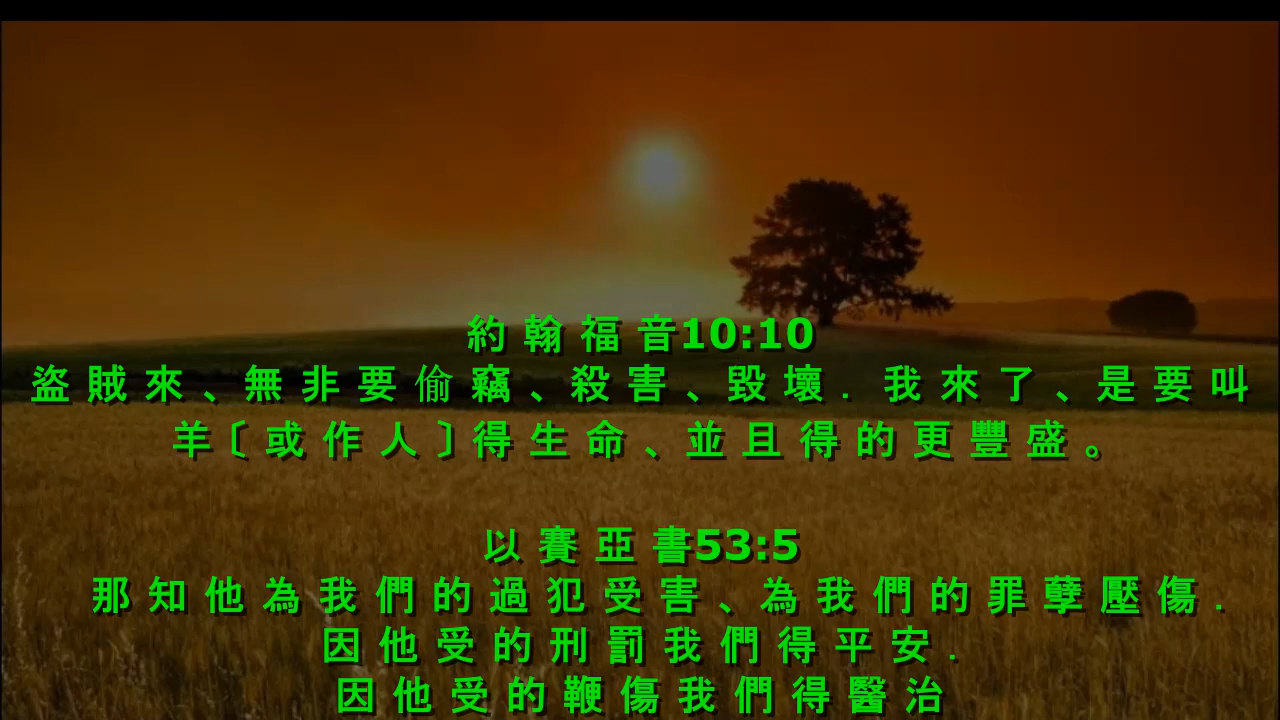 約翰福音10:10
盜賊來、無非要偷竊、殺害、毀壞．我來了、是要叫
羊〔或作人〕得生命、並且得的更豐盛。
以賽亞書53:5
那知他為我們的過犯受害、為我們的罪孽壓傷．
因他受的刑罰我們得平安．
因他受的鞭傷我們得醫治